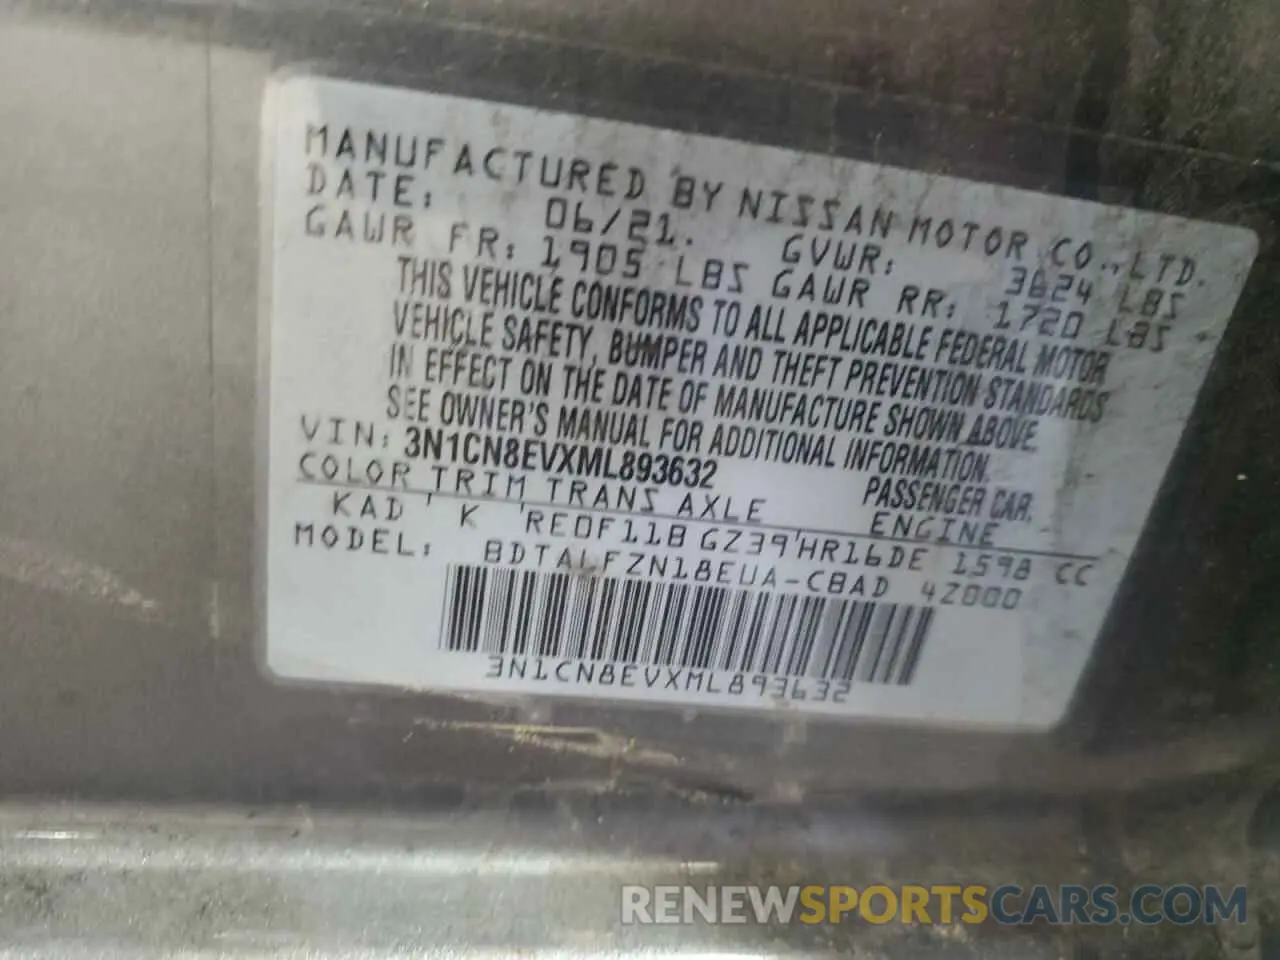 MANUFACTURED BY NISSAN MOTOR CO., LTD.
DATE: 06/21. GVWR: 3624 LBS
GAWR FR: 1905 LBS GAWR RR: 1720 LBS
THIS VEHICLE CONFORMS TO ALL APPLICABLE FEDERAL MOTOR
VEHICLE SAFETY, BUMPER AND THEFT PREVENTION STANDARDS
IN EFFECT ON THE DATE OF MANUFACTURE SHOWN ABOVE.
SEE OWNER'S MANUAL FOR ADDITIONAL INFORMATION.
VIN: 3N1CN8EVXML893632 PASSENGER CAR.
COLOR TRIM TRANS AXLE ENGINE
KAD K RE0F11B GZ39 HR16DE 1598 CC
MODEL: BDTALFZN18EUA-CBAD 4Z000
3N1CN8EVXML893632
RENEWSPORTSCARS.COM